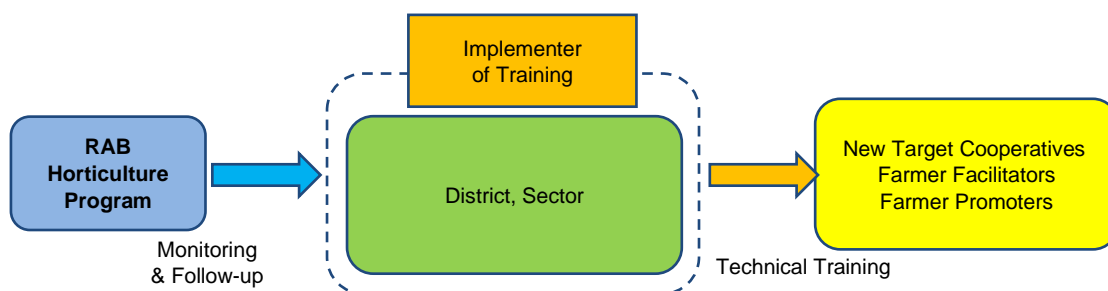 Implementer
of Training
RAB
Horticulture
Program
District, Sector
New Target Cooperatives
Farmer Facilitators
Farmer Promoters
Monitoring
& Follow-up
Technical Training